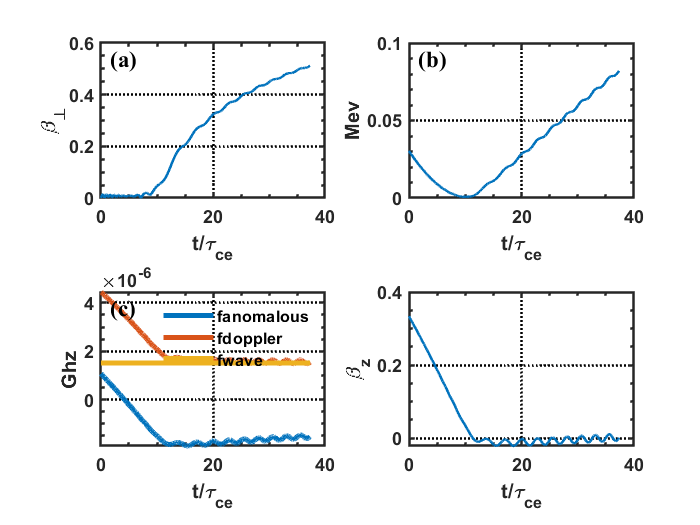 0.6
(a)
0.4
β⊥
0.2
0
0 20 40
t/τce
0.1
(b)
Mev
0.05
0
0 20 40
t/τce
×10-6
4
(c)
fanomalous
fdoppler
2
fwave
Ghz
0
0 20 40
t/τce
0.4
βz
0.2
0
0 20 40
t/τce